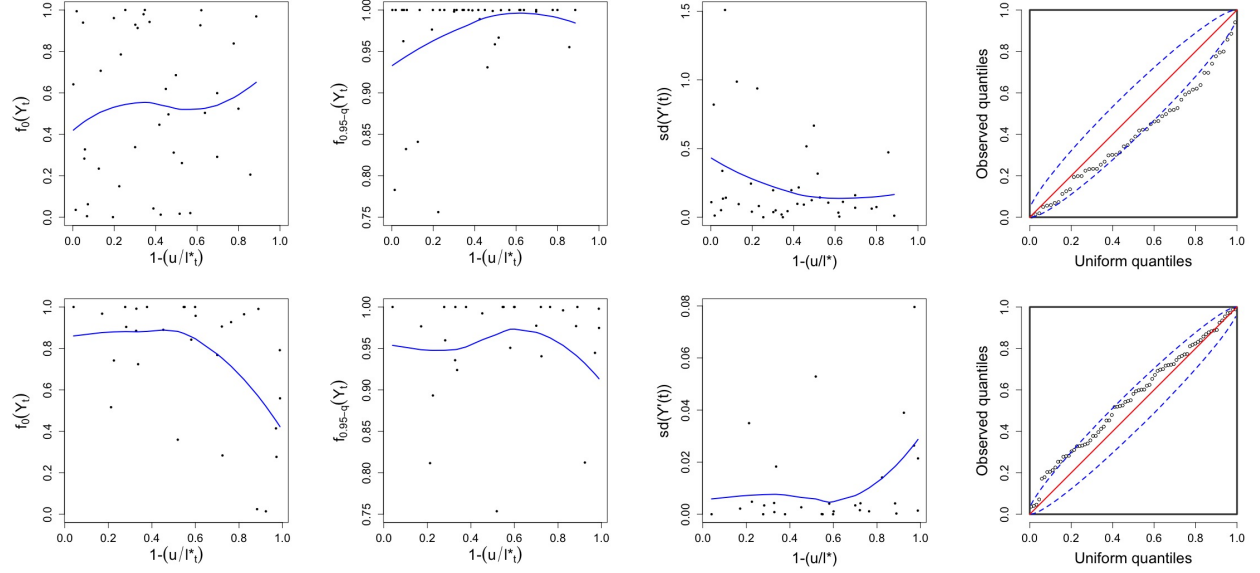 f₀(Yₜ)
0.0 0.2 0.4 0.6 0.8 1.0
0.0 0.2 0.4 0.6 0.8 1.0
1-(u/l*ₜ)
f₀.₉₅₋q(Yₜ)
0.75 0.80 0.85 0.90 0.95 1.00
0.0 0.2 0.4 0.6 0.8 1.0
1-(u/l*ₜ)
sd(Y'(t))
0.0 0.5 1.0 1.5
0.0 0.2 0.4 0.6 0.8 1.0
1-(u/l*)
Observed quantiles
0.0 0.2 0.4 0.6 0.8 1.0
0.0 0.2 0.4 0.6 0.8 1.0
Uniform quantiles
f₀(Yₜ)
0.0 0.2 0.4 0.6 0.8 1.0
0.0 0.2 0.4 0.6 0.8 1.0
1-(u/l*ₜ)
f₀.₉₅₋q(Yₜ)
0.75 0.80 0.85 0.90 0.95 1.00
0.0 0.2 0.4 0.6 0.8 1.0
1-(u/l*ₜ)
sd(Y'(t))
0.00 0.02 0.04 0.06 0.08
0.0 0.2 0.4 0.6 0.8 1.0
1-(u/l*)
Observed quantiles
0.0 0.2 0.4 0.6 0.8 1.0
0.0 0.2 0.4 0.6 0.8 1.0
Uniform quantiles